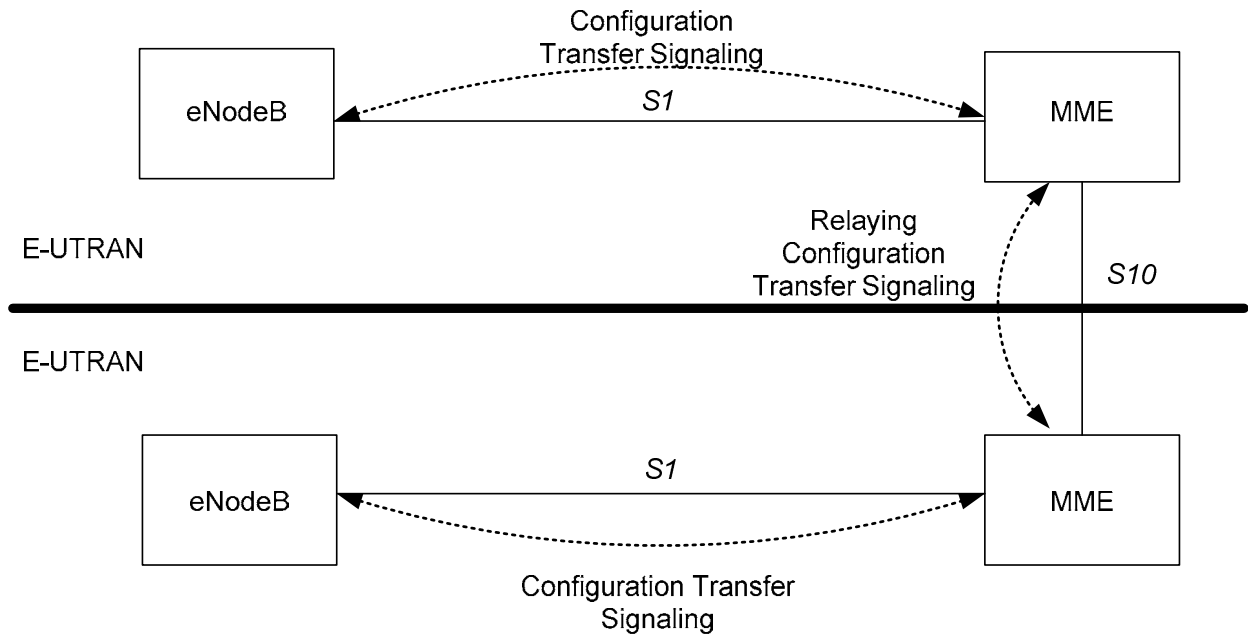 Configuration
Transfer Signaling
eNodeB
S1
MME
Relaying
Configuration
Transfer Signaling
E-UTRAN
S10
E-UTRAN
eNodeB
S1
MME
Configuration Transfer
Signaling